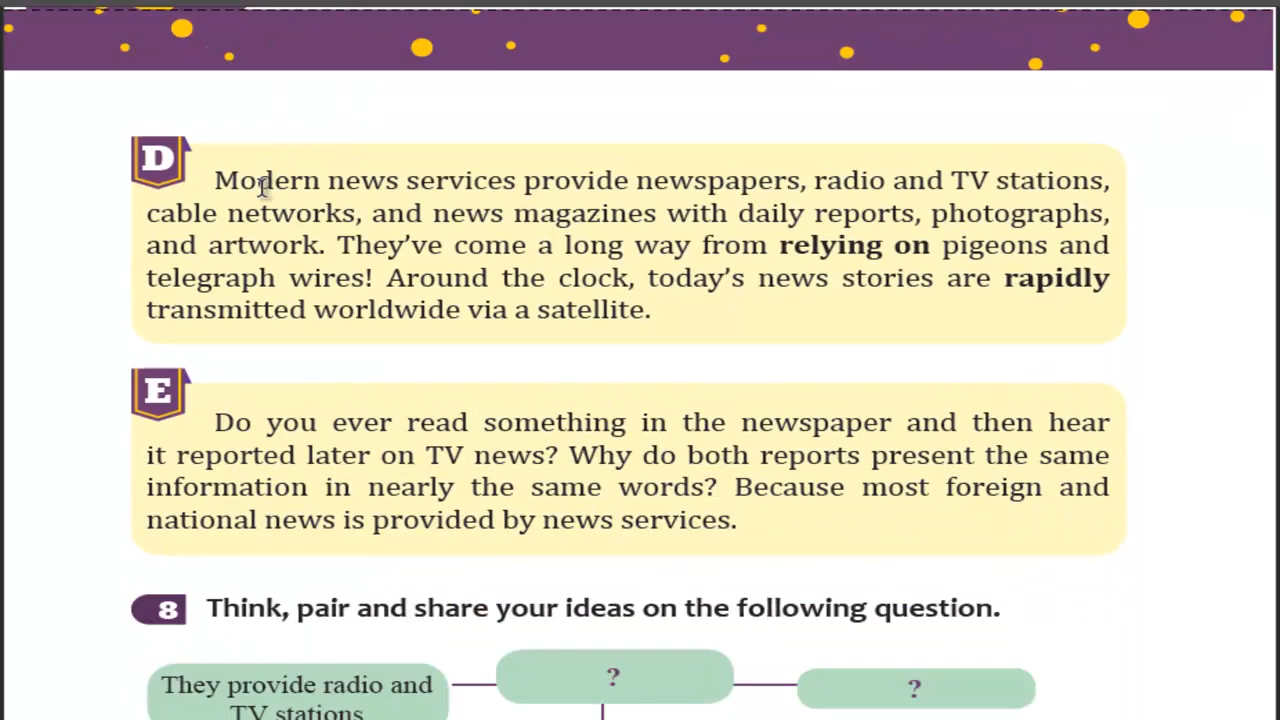 D
Modern news services provide newspapers, radio and TV stations,
cable networks, and news magazines with daily reports, photographs,
and artwork. They've come a long way from relying on pigeons and
telegraph wires! Around the clock, today's news stories are rapidly
transmitted worldwide via a satellite.
E
Do you ever read something in the newspaper and then hear
it reported later on TV news? Why do both reports present the same
information in nearly the same words? Because most foreign and
national news is provided by news services.
8 Think, pair and share your ideas on the following question.
They provide radio and
TV stations
?
?